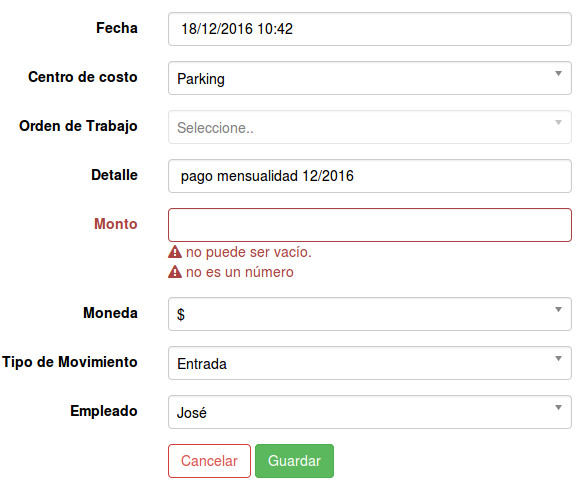 Fecha 18/12/2016 10:42
Centro de costo Parking
Orden de Trabajo Seleccione..
Detalle pago mensualidad 12/2016
Monto
no puede ser vacío.
no es un número
Moneda $
Tipo de Movimiento Entrada
Empleado José
Cancelar Guardar